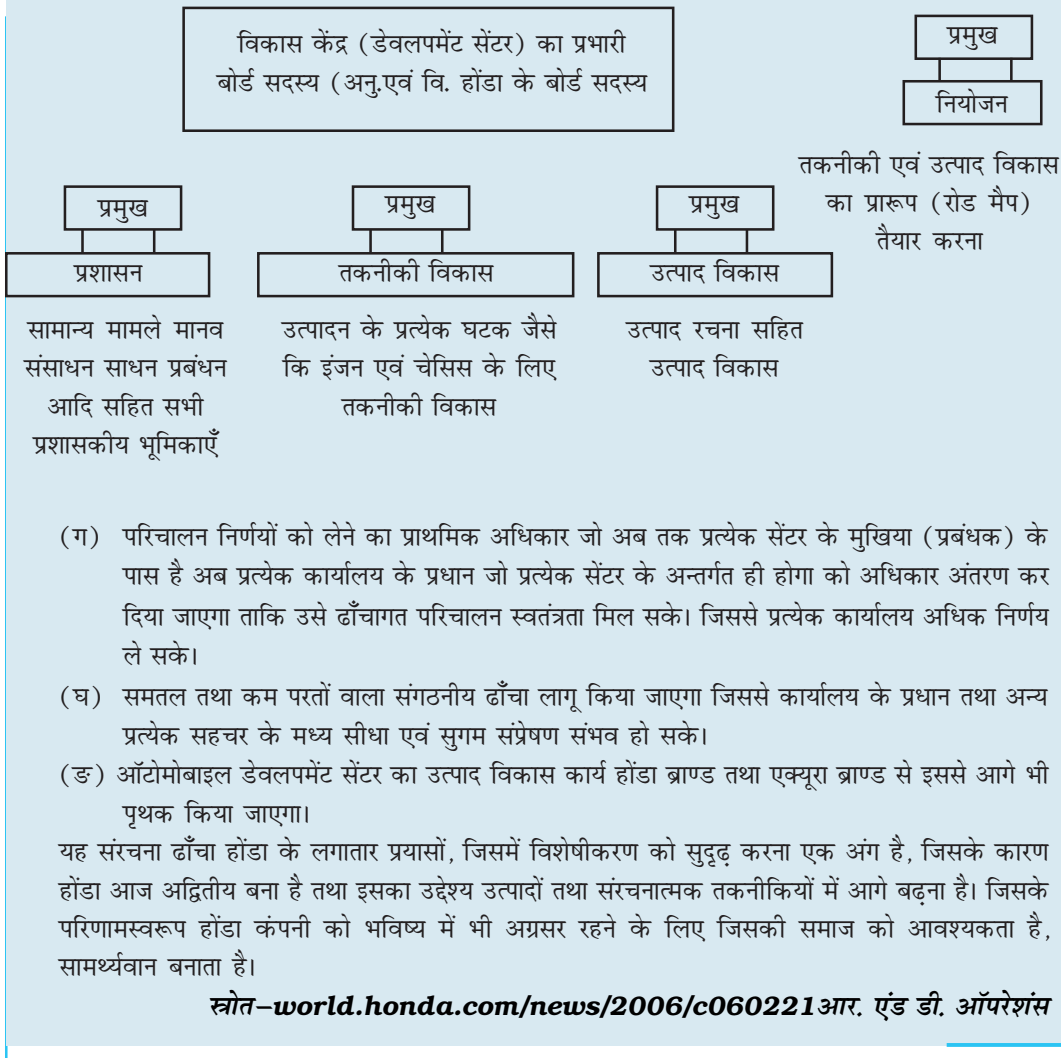 विकास केंद्र (डेवलपमेंट सेंटर) का प्रभारी
बोर्ड सदस्य (अनु.एवं वि. होंडा के बोर्ड सदस्य
प्रमुख
नियोजन
तकनीकी एवं उत्पाद विकास
का प्रारूप (रोड मैप)
तैयार करना
प्रमुख
प्रशासन
सामान्य मामले मानव
संसाधन साधन प्रबंधन
आदि सहित सभी
प्रशासकीय भूमिकाएँ
प्रमुख
तकनीकी विकास
उत्पादन के प्रत्येक घटक जैसे
कि इंजन एवं चेसिस के लिए
तकनीकी विकास
प्रमुख
उत्पाद विकास
उत्पाद रचना सहित
उत्पाद विकास
(ग) परिचालन निर्णयों को लेने का प्राथमिक अधिकार जो अब तक प्रत्येक सेंटर के मुखिया (प्रबंधक) के
पास है अब प्रत्येक कार्यालय के प्रधान जो प्रत्येक सेंटर के अन्तर्गत ही होगा को अधिकार अंतरण कर
दिया जाएगा ताकि उसे ढाँचागत परिचालन स्वतंत्रता मिल सके। जिससे प्रत्येक कार्यालय अधिक निर्णय
ले सके।
(घ) समतल तथा कम परतों वाला संगठनीय ढाँचा लागू किया जाएगा जिससे कार्यालय के प्रधान तथा अन्य
प्रत्येक सहचर के मध्य सीधा एवं सुगम संप्रेषण संभव हो सके।
(ङ) ऑटोमोबाइल डेवलपमेंट सेंटर का उत्पाद विकास कार्य होंडा ब्राण्ड तथा एक्यूरा ब्राण्ड से इससे आगे भी
पृथक किया जाएगा।
यह संरचना ढाँचा होंडा के लगातार प्रयासों, जिसमें विशेषीकरण को सुदृढ़ करना एक अंग है, जिसके कारण
होंडा आज अद्वितीय बना है तथा इसका उद्देश्य उत्पादों तथा संरचनात्मक तकनीकियों में आगे बढ़ना है। जिसके
परिणामस्वरूप होंडा कंपनी को भविष्य में भी अग्रसर रहने के लिए जिसकी समाज को आवश्यकता है,
सामर्थ्यवान बनाता है।
स्त्रोत–world.honda.com/news/2006/c060221आर. एंड डी. ऑपरेशंस